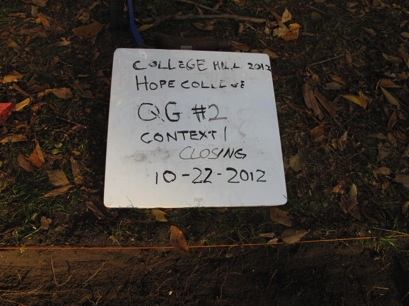 COLLEGE HILL 2012
HOPE COLLEGE
QG #2
CONTEXT 1
CLOSING
10-22-2012